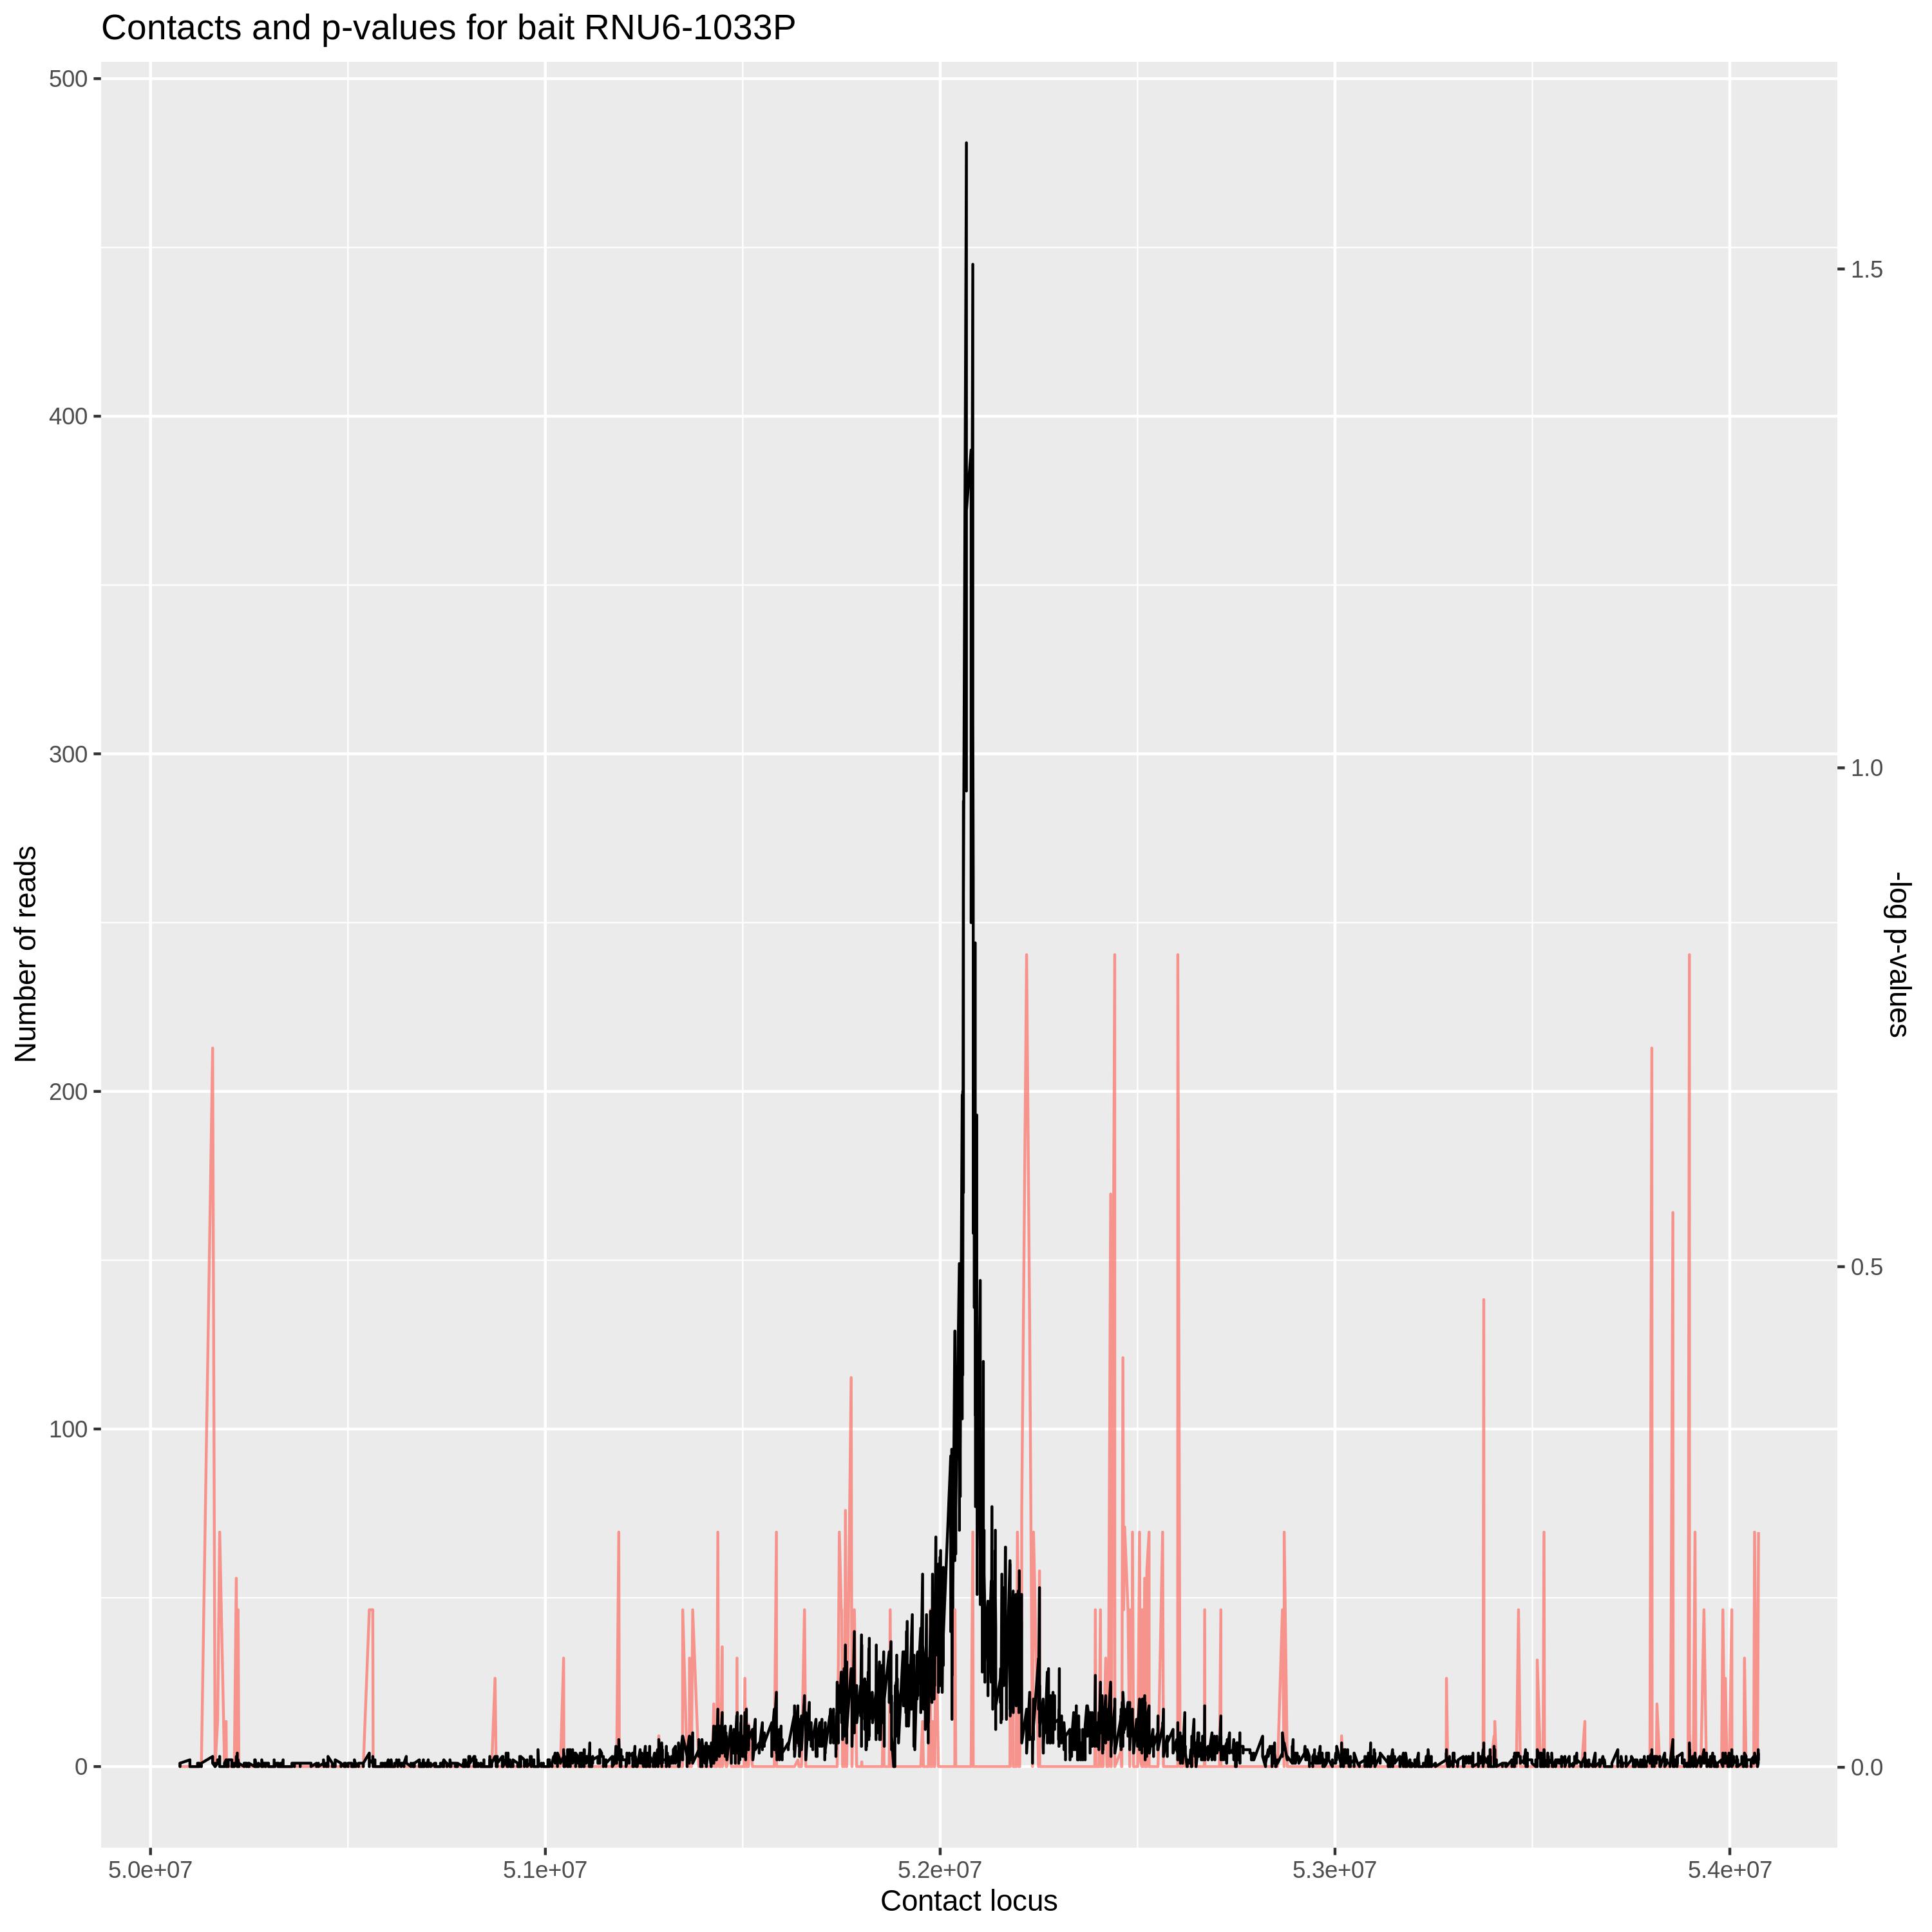 Contacts and p-values for bait RNU6-1033P
500
400
300
200
100
0
Number of reads
1.5
1.0
0.5
0.0
-log p-values
5.0e+07
5.1e+07
5.2e+07
5.3e+07
5.4e+07
Contact locus